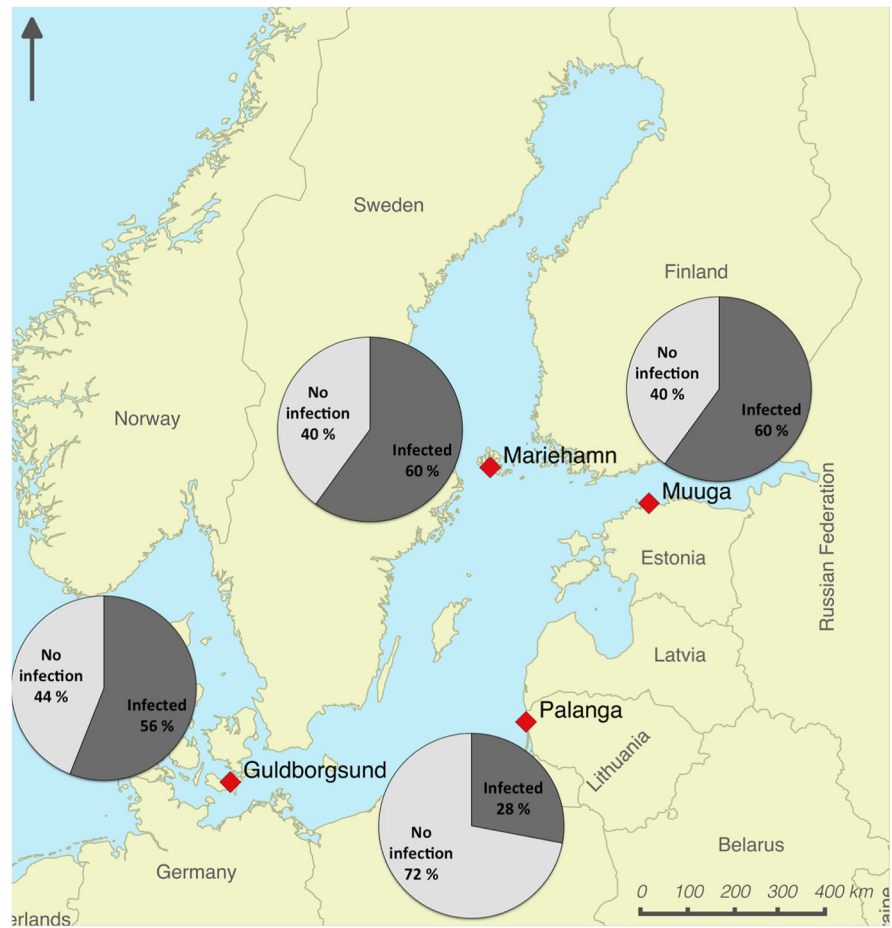 Sweden
Finland
No
infection
40 %
Infected
60 %
No
infection
40 %
Infected
60 %
Norway
Mariehamn
Muuga
Russian Federation
Estonia
No
infection
44 %
Infected
56 %
Latvia
Palanga
Lithuania
Guldborgsund
Infected
28 %
No
infection
72 %
Belarus
Germany
0 100 200 300 400 km
erlands
aine